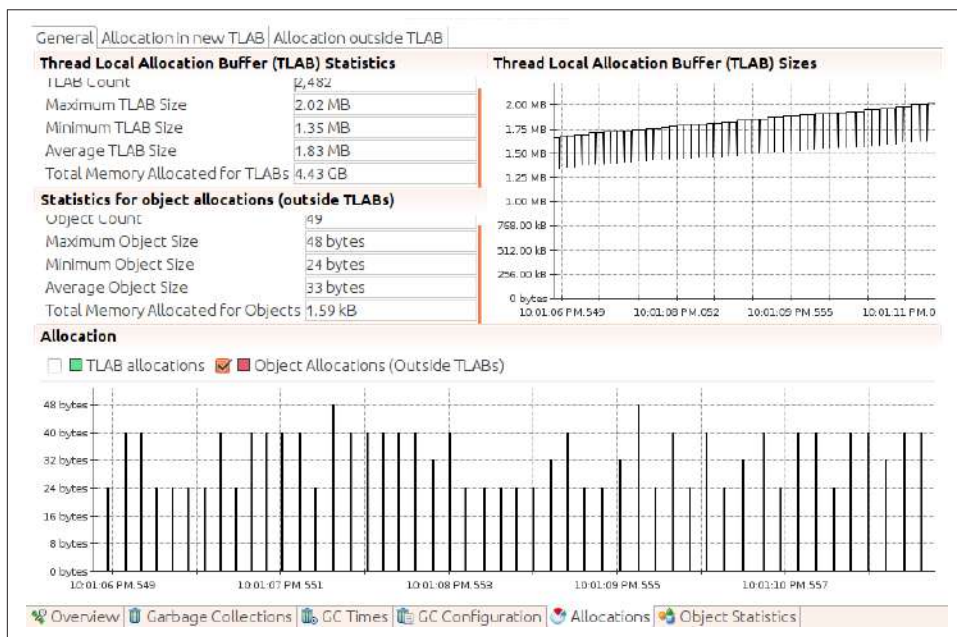 General Allocation in new TLAB Allocation outside TLAB
Thread Local Allocation Buffer (TLAB) Statistics
TLAB Count 2,482
Maximum TLAB Size 2.02 MB
Minimum TLAB Size 1.35 MB
Average TLAB Size 1.83 MB
Total Memory Allocated for TLABs 4.43 GB
Statistics for object allocations (outside TLABs)
Object Count 49
Maximum Object Size 48 bytes
Minimum Object Size 24 bytes
Average Object Size 33 bytes
Total Memory Allocated for Objects 1.59 kB
Thread Local Allocation Buffer (TLAB) Sizes
2.00 MB
1.75 MB
1.50 MB
1.25 MB
1.00 MB
768.00 kB
512.00 kB
256.00 kB
0 bytes
10:01:06 PM.549 10:01:08 PM.052 10:01:09 PM.555 10:01:11 PM.0
Allocation
TLAB allocations Object Allocations (Outside TLABs)
48 bytes
40 bytes
32 bytes
24 bytes
16 bytes
8 bytes
0 bytes
10:01:06 PM.549 10:01:07 PM.551 10:01:08 PM.553 10:01:09 PM.555 10:01:10 PM.557
Overview Garbage Collections GC Times GC Configuration Allocations Object Statistics